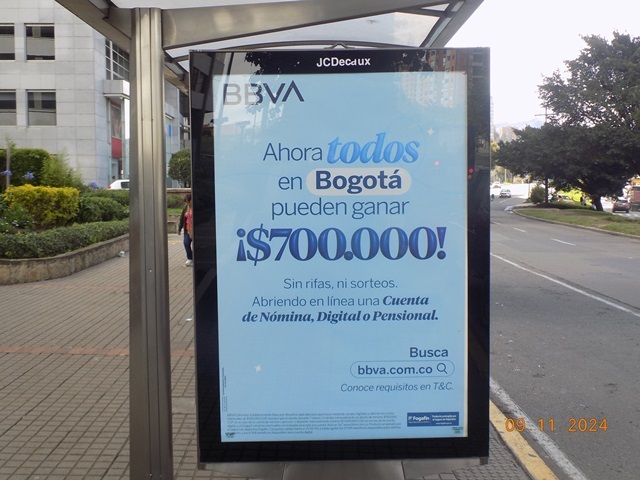 JCDecaux
BBVA
Ahora todos
en Bogotá
pueden ganar
¡$700.000!
Sin rifas, ni sorteos.
Abriendo en línea una Cuenta
de Nómina, Digital o Pensional.
Busca
bbva.com.co
Conoce requisitos en T&C.
Fogafín
09 11 2024